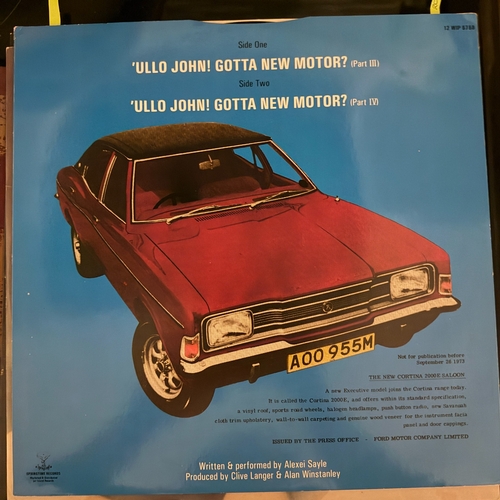 12 WIP 6769
Side One
'ULLO JOHN! GOTTA NEW MOTOR? (Part III)
Side Two
'ULLO JOHN! GOTTA NEW MOTOR? (Part IV)
AOO 955M
Not for publication before
September 28 1973
THE NEW CORTINA 2000E SALOON
A new Executive model joins the Cortina range today.
It is called the Cortina 2000E, and offers within its standard specification,
a vinyl roof, sports road wheels, halogen headlamps, push button radio, new Savannah
cloth-trim upholstery, wall-to-wall carpeting and genuine wood veneer for the instrument facia
panel and door cappings.
ISSUED BY THE PRESS OFFICE - FORD MOTOR COMPANY LIMITED
Written & performed by Alexei Sayle
Produced by Clive Langer & Alan Winstanley